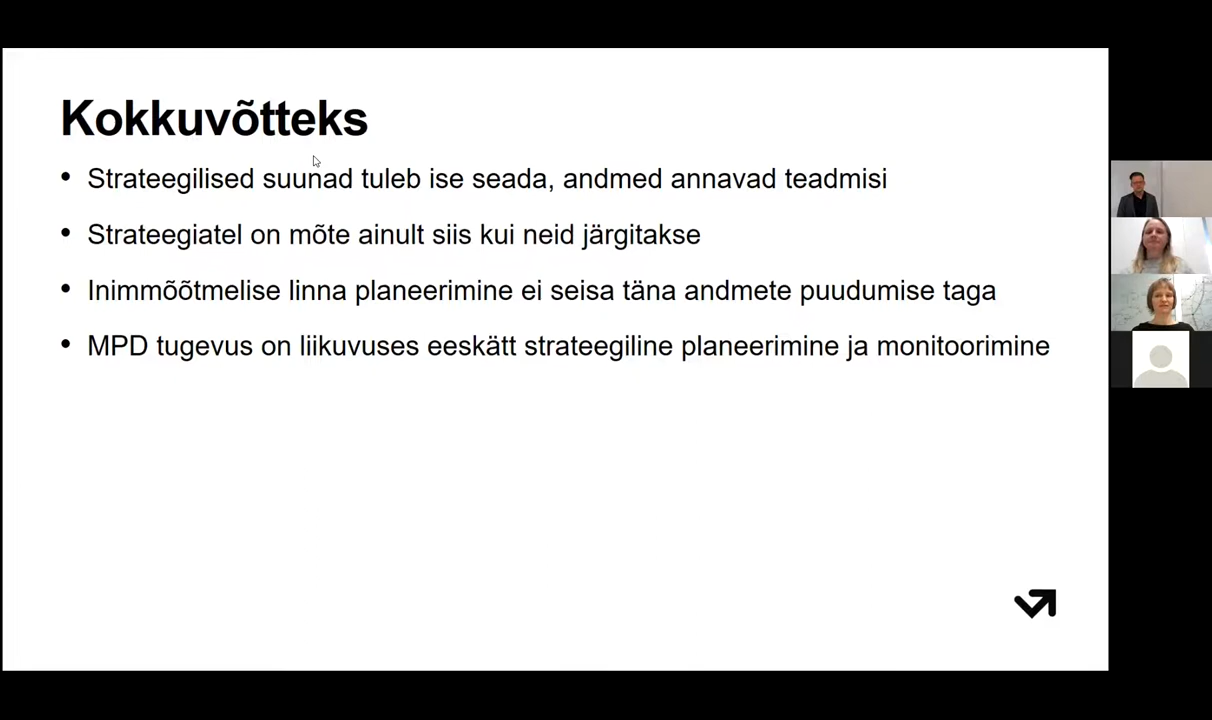 Kokkuvõtteks
• Strateegilised suunad tuleb ise seada, andmed annavad teadmisi
• Strateegiatel on mõte ainult siis kui neid järgitakse
• Inimmõõtmelise linna planeerimine ei seisa täna andmete puudumise taga
• MPD tugevus on liikuvuses eeskätt strateegiline planeerimine ja monitoorimine